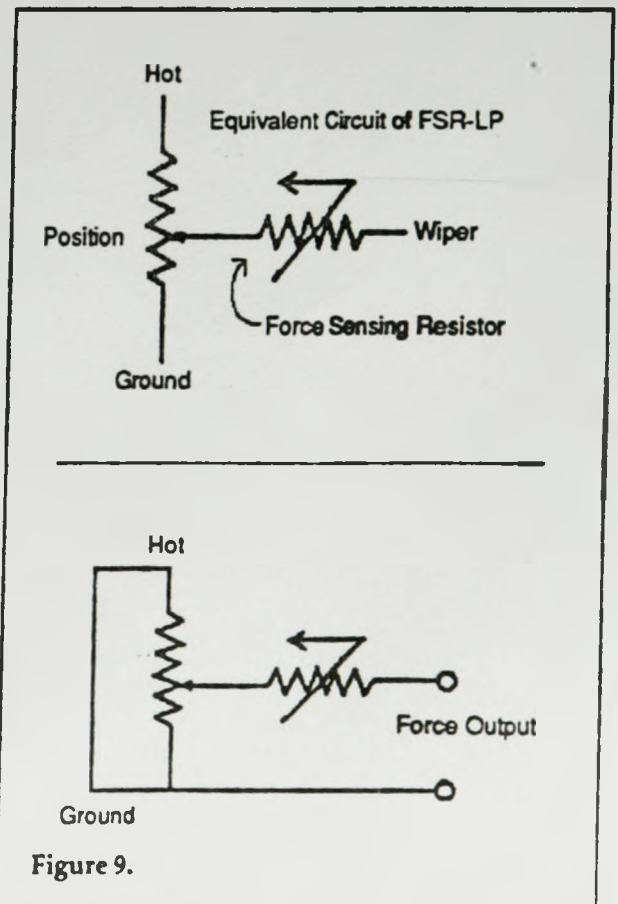 Hot
Equivalent Circuit of FSR-LP
Position
Wiper
Force Sensing Resistor
Ground
Hot
Force Output
Ground
Figure 9.